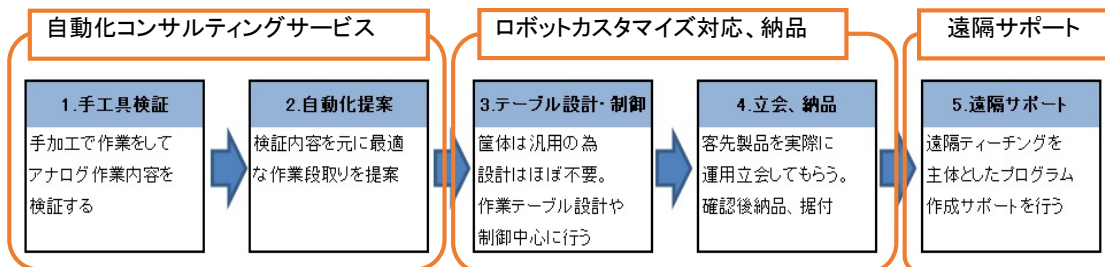 自動化コンサルティングサービス
ロボットカスタマイズ対応、納品
遠隔サポート
1.手工具検証
手加工で作業をして
アナログ作業内容を
検証する
2.自動化提案
検証内容を元に最適
な作業段取りを提案
3.テーブル設計・制御
筐体は汎用の為
設計はほぼ不要。
作業テーブル設計や
制御中心に行う
4.立会、納品
客先製品を実際に
運用立会してもらう。
確認後納品、据付
5.遠隔サポート
遠隔ティーチングを
主体としたプログラム
作成サポートを行う